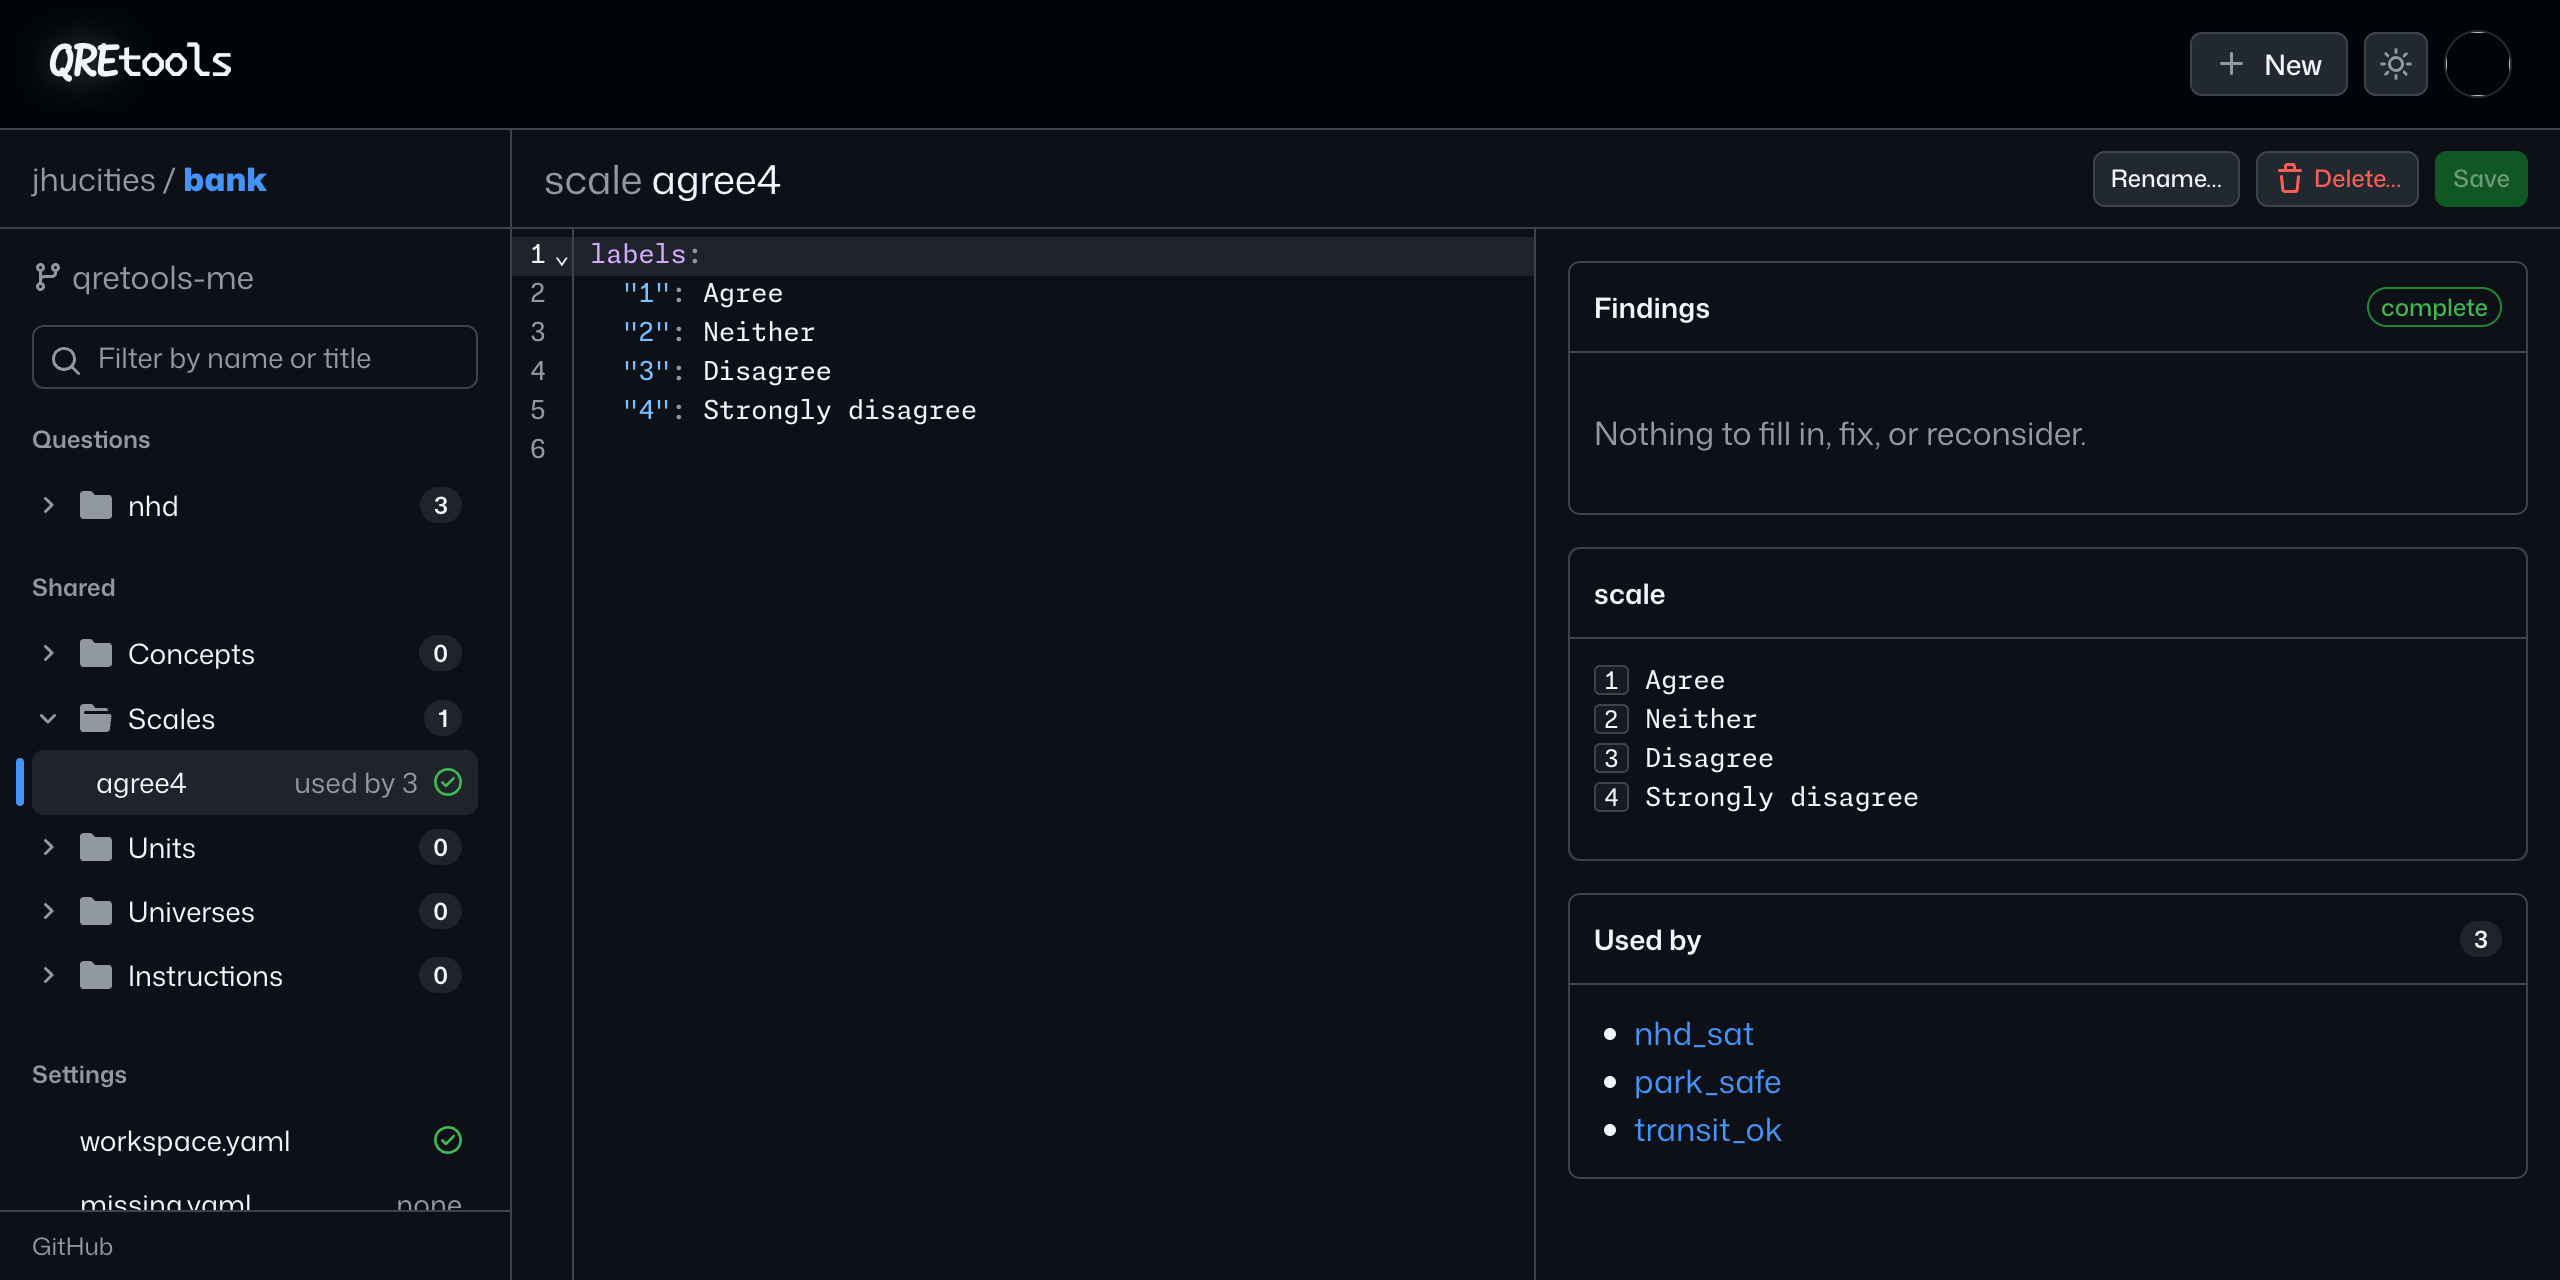 QREtools
New
jhucities / bank
scale agree4
Rename...
Delete...
Save
qretools-me
Filter by name or title
Questions
nhd 3
Shared
Concepts 0
Scales 1
agree4 used by 3
Units 0
Universes 0
Instructions 0
Settings
workspace.yaml
missing.yaml none
GitHub
1 labels:
2 "1": Agree
3 "2": Neither
4 "3": Disagree
5 "4": Strongly disagree
6
Findings complete
Nothing to fill in, fix, or reconsider.
scale
1 Agree
2 Neither
3 Disagree
4 Strongly disagree
Used by 3
nhd_sat
park_safe
transit_ok